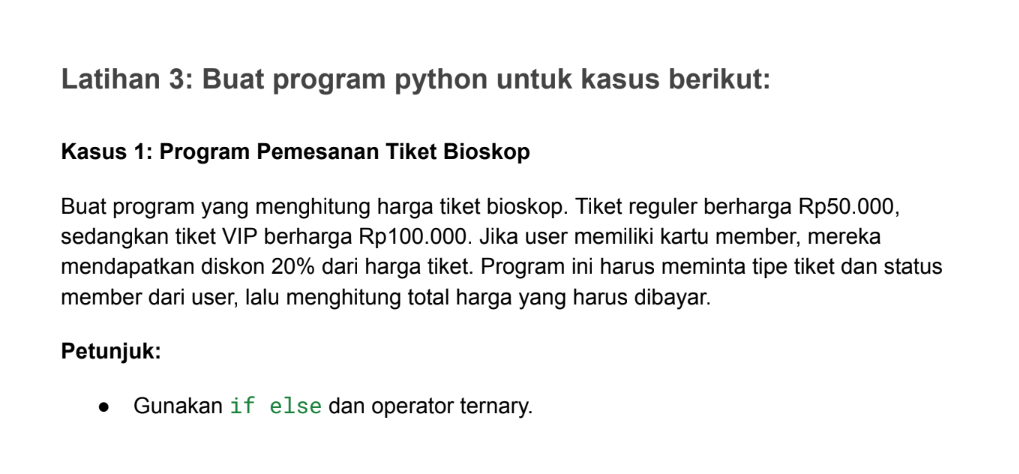 Latihan 3: Buat program python untuk kasus berikut:
Kasus 1: Program Pemesanan Tiket Bioskop
Buat program yang menghitung harga tiket bioskop. Tiket reguler berharga Rp50.000,
sedangkan tiket VIP berharga Rp100.000. Jika user memiliki kartu member, mereka
mendapatkan diskon 20% dari harga tiket. Program ini harus meminta tipe tiket dan status
member dari user, lalu menghitung total harga yang harus dibayar.
Petunjuk:
● Gunakan if else dan operator ternary.